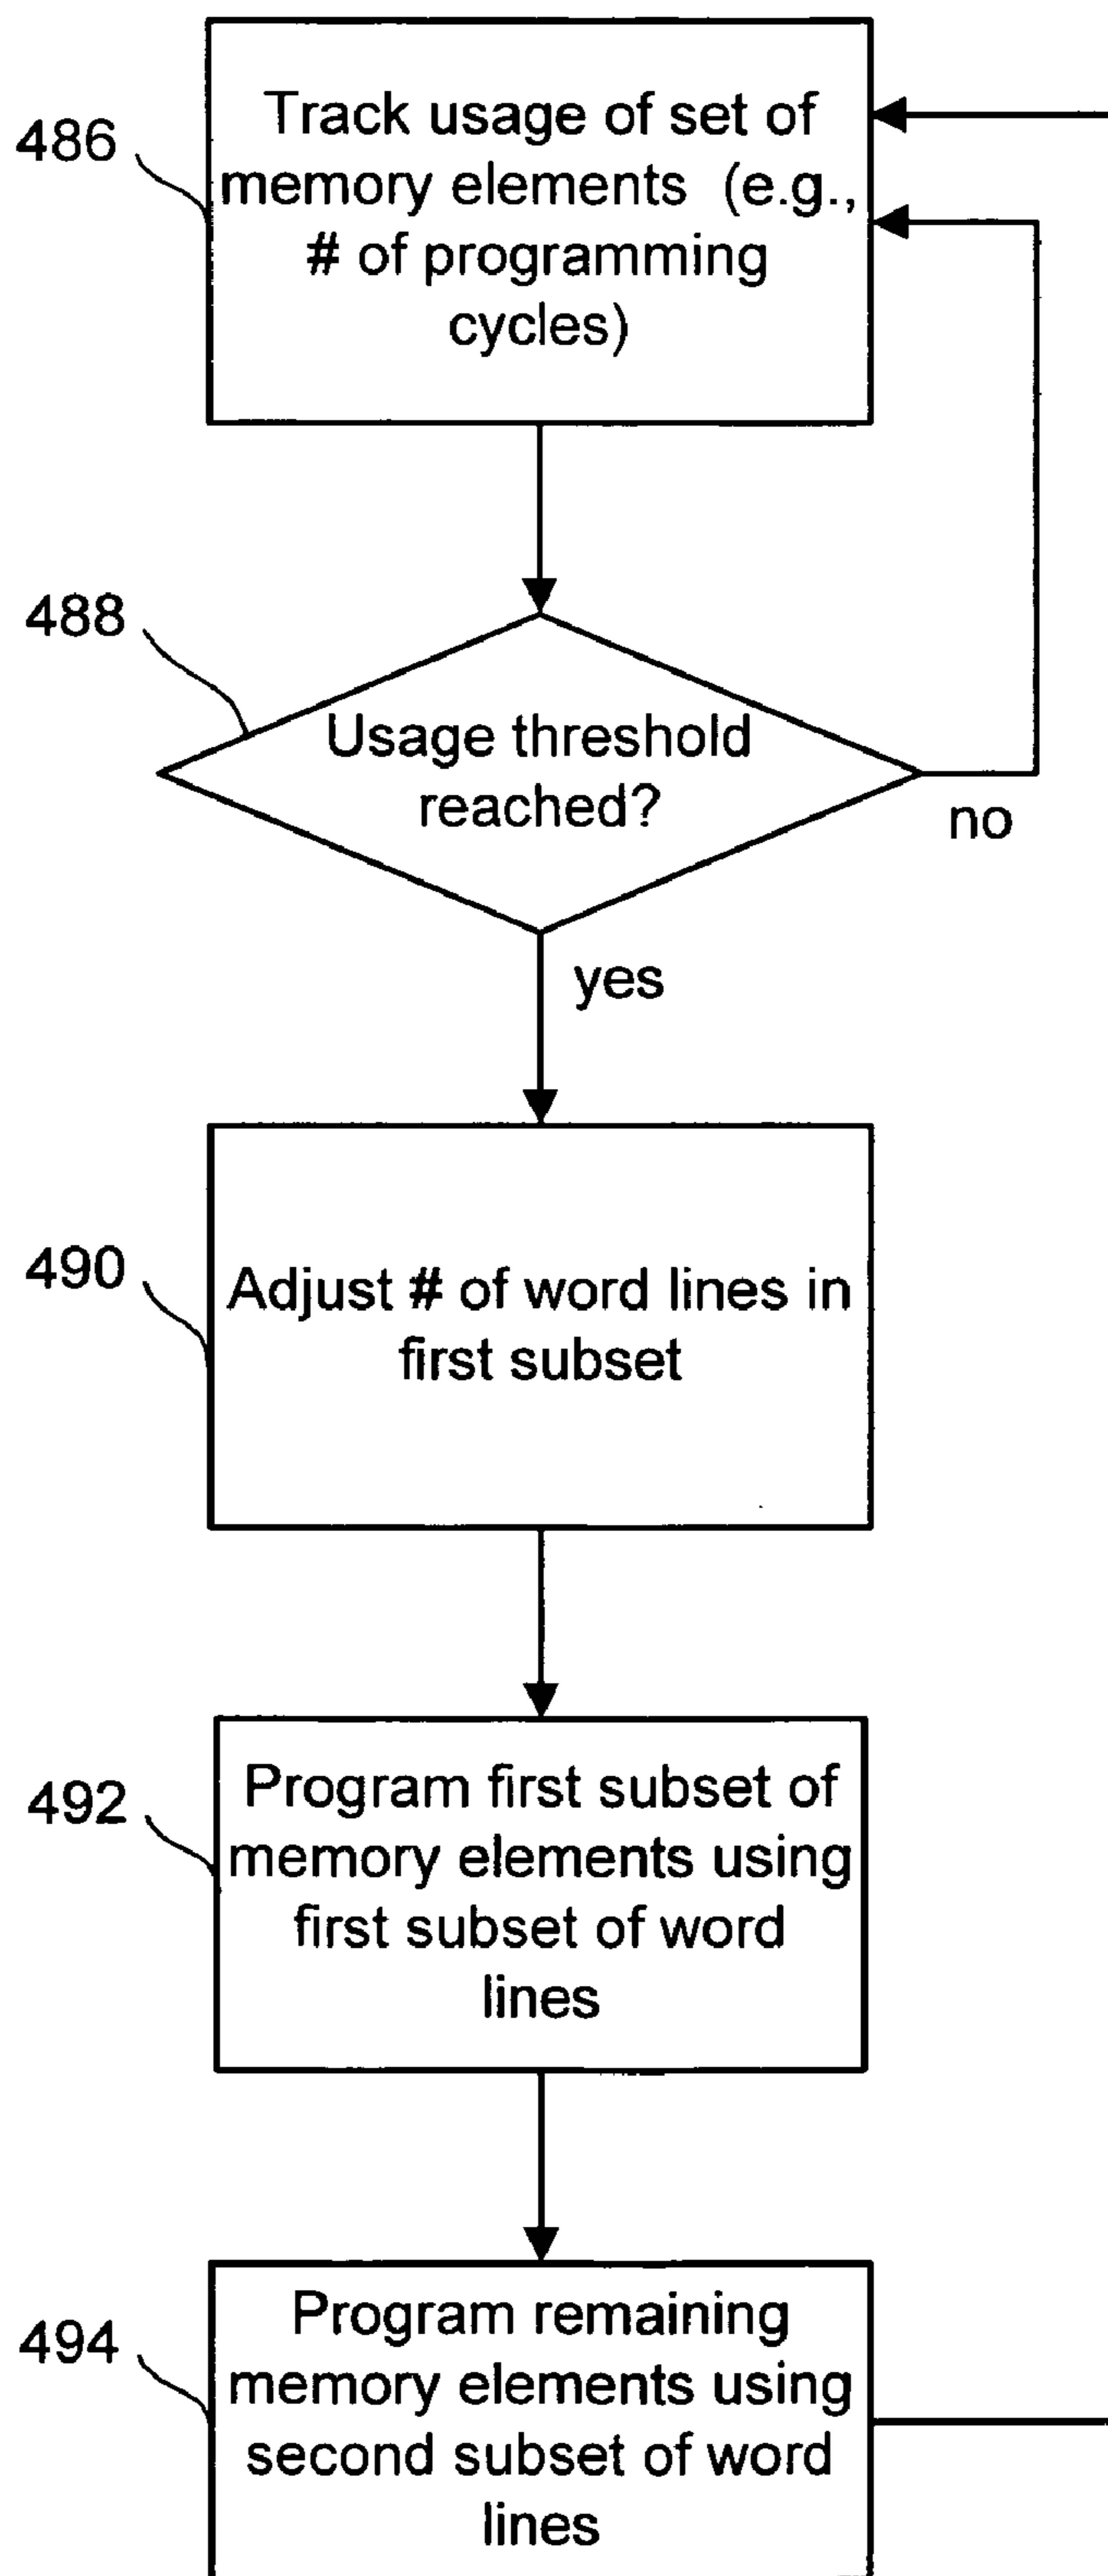 486
Track usage of set of
memory elements (e.g.,
# of programming
cycles)
488
Usage threshold
reached?
no
yes
490
Adjust # of word lines in
first subset
492
Program first subset of
memory elements using
first subset of word
lines
494
Program remaining
memory elements using
second subset of word
lines